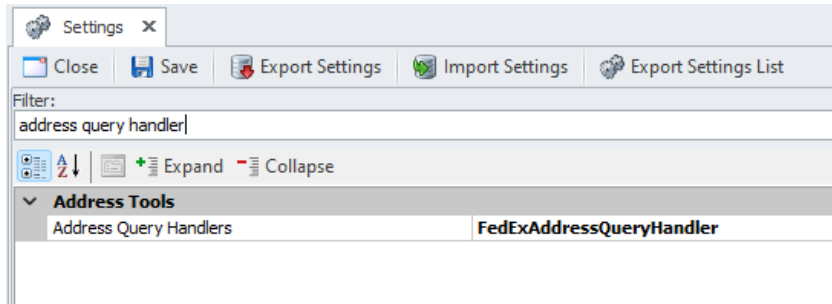 Settings
Close Save Export Settings Import Settings Export Settings List
Filter:
address query handler
AZ Expand Collapse
Address Tools
Address Query Handlers FedExAddressQueryHandler